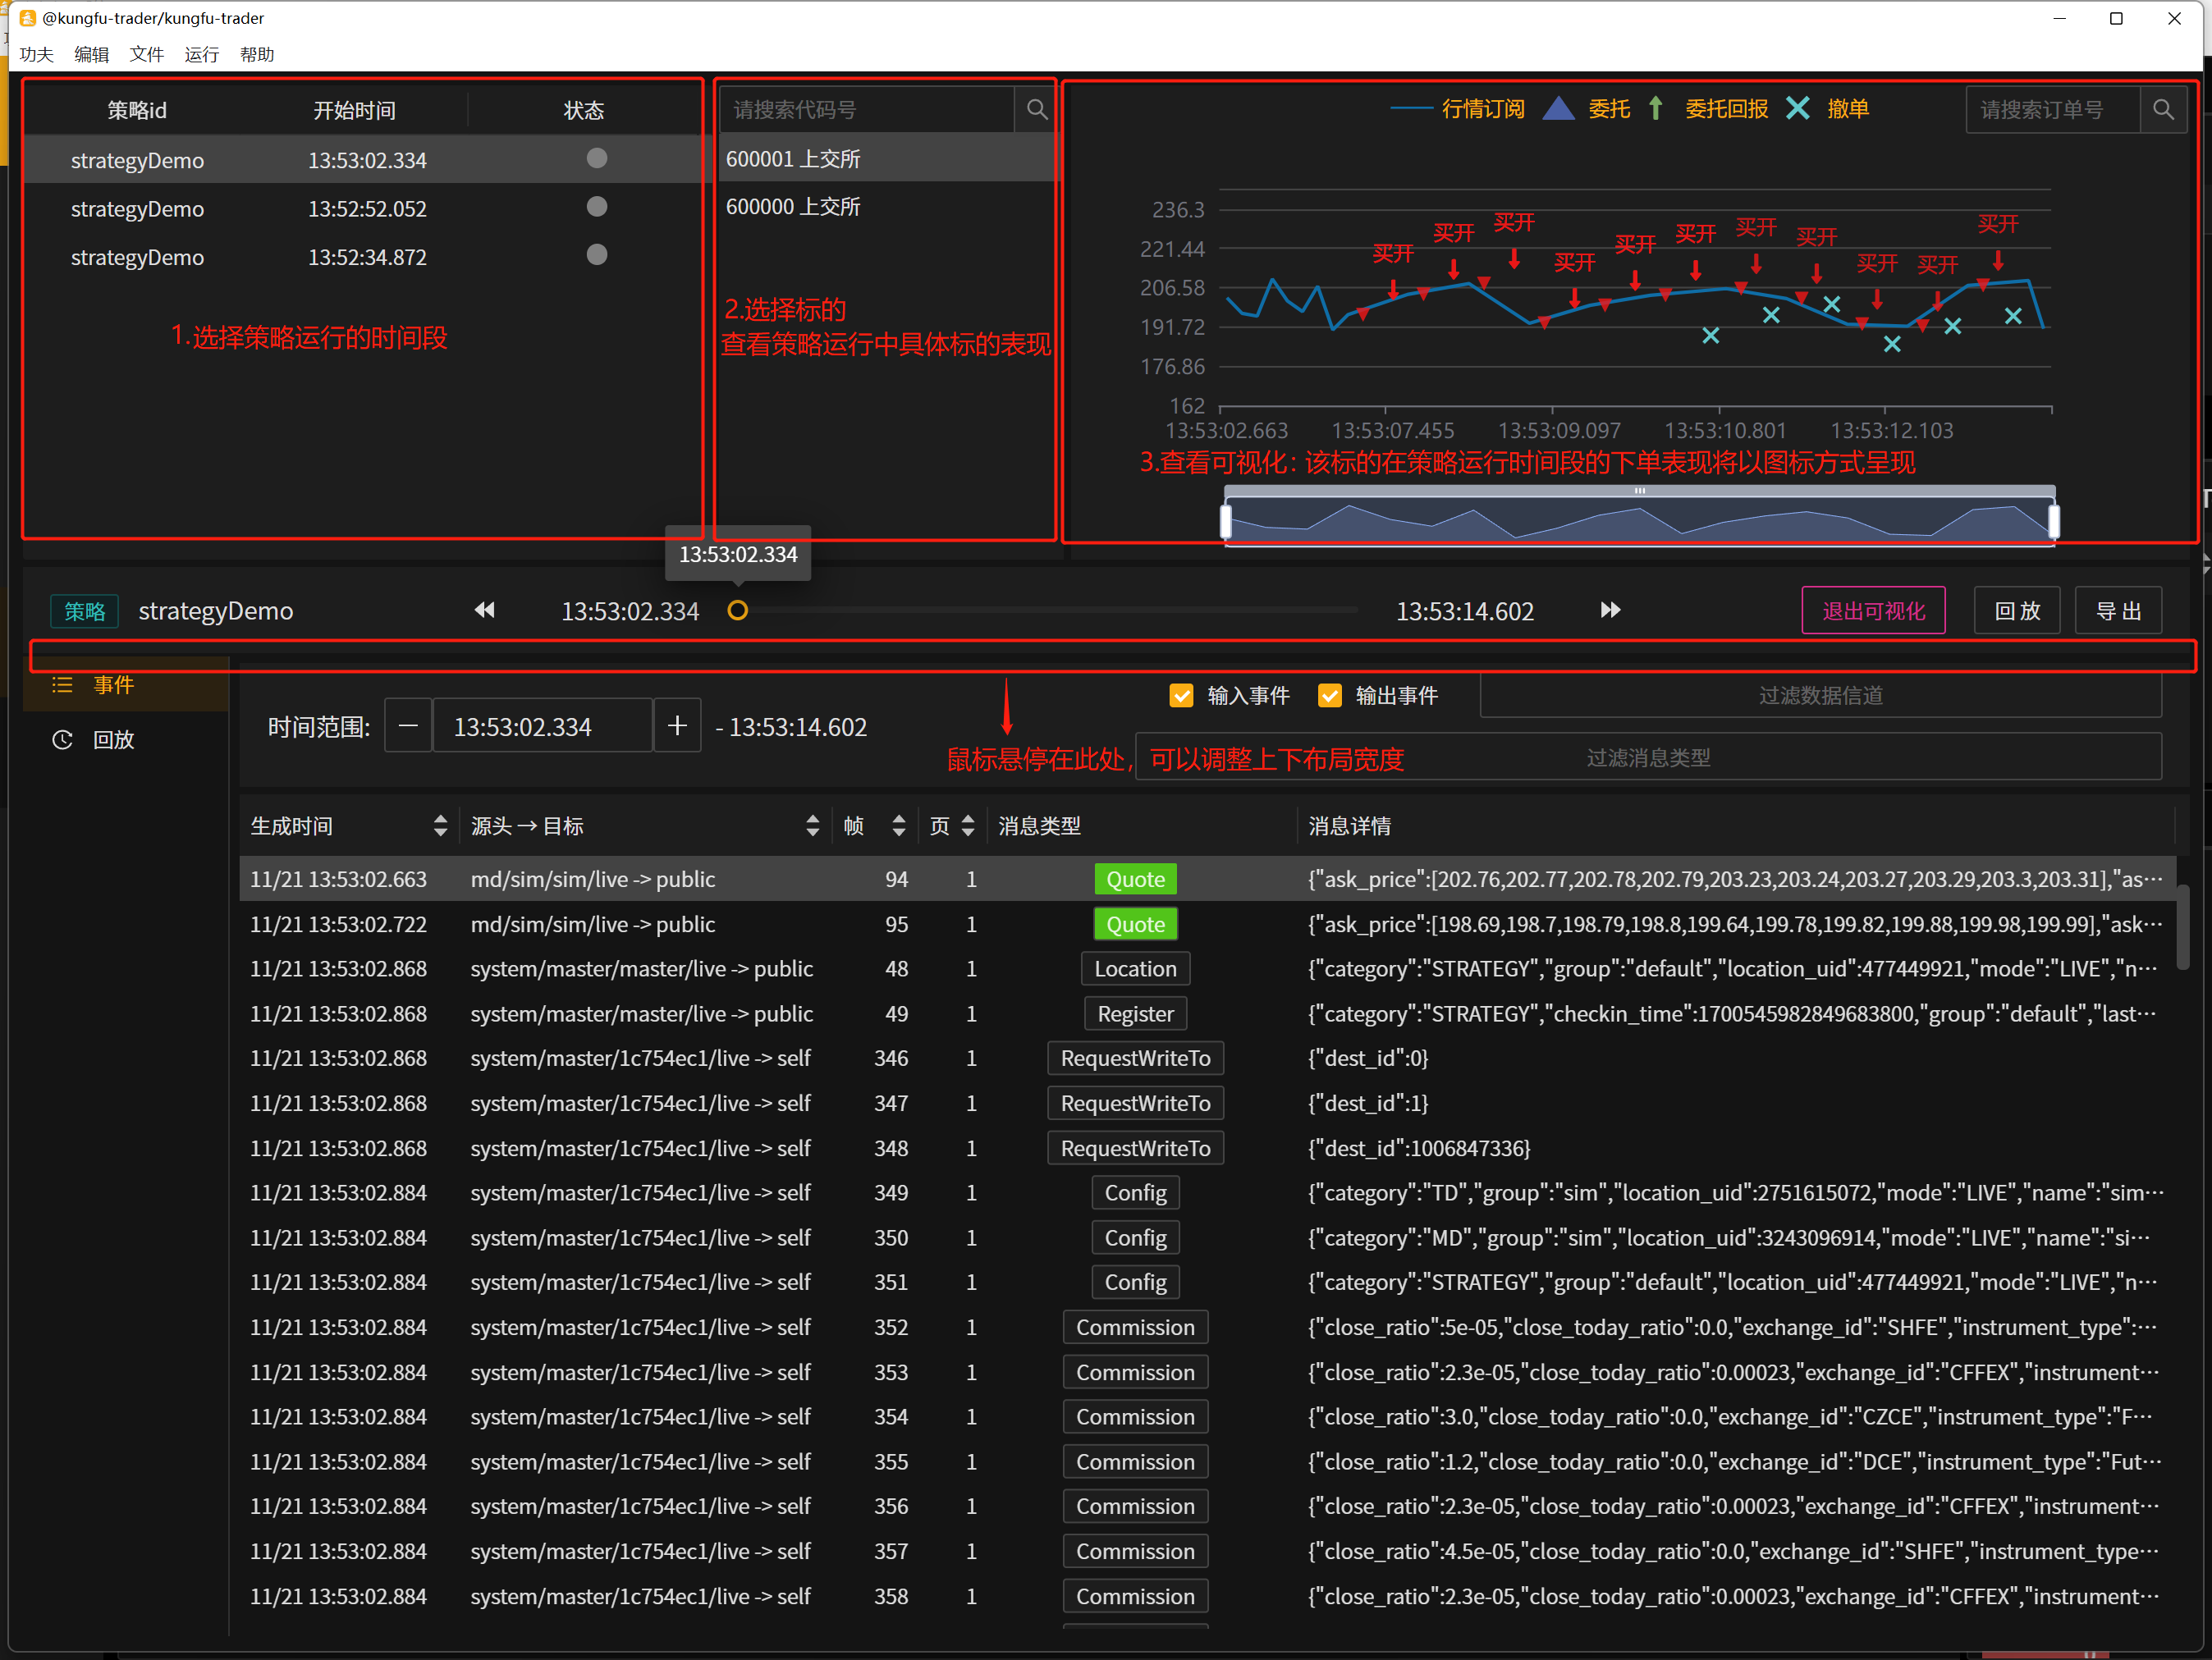 @kungfu-trader/kungfu-trader
功夫 编辑 文件 运行 帮助
策略id 开始时间 状态
strategyDemo 13:53:02.334
strategyDemo 13:52:52.052
strategyDemo 13:52:34.872
1.选择策略运行的时间段
请搜索代码号
600001 上交所
600000 上交所
2.选择标的
查看策略运行中具体标的表现
行情订阅 委托 委托回报 撤单
请搜索订单号
236.3
221.44
206.58
191.72
176.86
162
买开 买开 买开 买开 买开 买开 买开 买开 买开 买开 买开
13:53:02.663 13:53:07.455 13:53:09.097 13:53:10.801 13:53:12.103
3.查看可视化：该标的在策略运行时间段的下单表现将以图标方式呈现
13:53:02.334
策略 strategyDemo 13:53:02.334 13:53:14.602 退出可视化 回放 导出
事件
回放
时间范围: 13:53:02.334 - 13:53:14.602
输入事件 输出事件 过滤数据信道
过滤消息类型
鼠标悬停在此处，可以调整上下布局宽度
生成时间 源头→目标 帧 页 消息类型 消息详情
11/21 13:53:02.663 md/sim/sim/live -> public 94 1 Quote {"ask_price":[202.76,202.77,202.78,202.79,203.23,203.24,203.27,203.29,203.3,203.31],"as···
11/21 13:53:02.722 md/sim/sim/live -> public 95 1 Quote {"ask_price":[198.69,198.7,198.79,198.8,199.64,199.78,199.82,199.88,199.98,199.99],"ask···
11/21 13:53:02.868 system/master/master/live -> public 48 1 Location {"category":"STRATEGY","group":"default","location_uid":477449921,"mode":"LIVE","n···
11/21 13:53:02.868 system/master/master/live -> public 49 1 Register {"category":"STRATEGY","checkin_time":1700545982849683800,"group":"default","last···
11/21 13:53:02.868 system/master/1c754ec1/live -> self 346 1 RequestWriteTo {"dest_id":0}
11/21 13:53:02.868 system/master/1c754ec1/live -> self 347 1 RequestWriteTo {"dest_id":1}
11/21 13:53:02.868 system/master/1c754ec1/live -> self 348 1 RequestWriteTo {"dest_id":1006847336}
11/21 13:53:02.884 system/master/1c754ec1/live -> self 349 1 Config {"category":"TD","group":"sim","location_uid":2751615072,"mode":"LIVE","name":"sim···
11/21 13:53:02.884 system/master/1c754ec1/live -> self 350 1 Config {"category":"MD","group":"sim","location_uid":3243096914,"mode":"LIVE","name":"si···
11/21 13:53:02.884 system/master/1c754ec1/live -> self 351 1 Config {"category":"STRATEGY","group":"default","location_uid":477449921,"mode":"LIVE","n···
11/21 13:53:02.884 system/master/1c754ec1/live -> self 352 1 Commission {"close_ratio":5e-05,"close_today_ratio":0.0,"exchange_id":"SHFE","instrument_type":···
11/21 13:53:02.884 system/master/1c754ec1/live -> self 353 1 Commission {"close_ratio":2.3e-05,"close_today_ratio":0.00023,"exchange_id":"CFFEX","instrument···
11/21 13:53:02.884 system/master/1c754ec1/live -> self 354 1 Commission {"close_ratio":3.0,"close_today_ratio":0.0,"exchange_id":"CZCE","instrument_type":"F···
11/21 13:53:02.884 system/master/1c754ec1/live -> self 355 1 Commission {"close_ratio":1.2,"close_today_ratio":0.0,"exchange_id":"DCE","instrument_type":"Fut···
11/21 13:53:02.884 system/master/1c754ec1/live -> self 356 1 Commission {"close_ratio":2.3e-05,"close_today_ratio":0.00023,"exchange_id":"CFFEX","instrument···
11/21 13:53:02.884 system/master/1c754ec1/live -> self 357 1 Commission {"close_ratio":4.5e-05,"close_today_ratio":0.0,"exchange_id":"SHFE","instrument_type···
11/21 13:53:02.884 system/master/1c754ec1/live -> self 358 1 Commission {"close_ratio":2.3e-05,"close_today_ratio":0.00023,"exchange_id":"CFFEX","instrument···